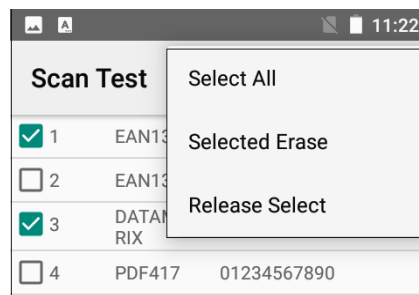 11:22
Scan Test
Select All
Selected Erase
Release Select
1 EAN13
2 EAN13
3
RIX
4 PDF417 01234567890